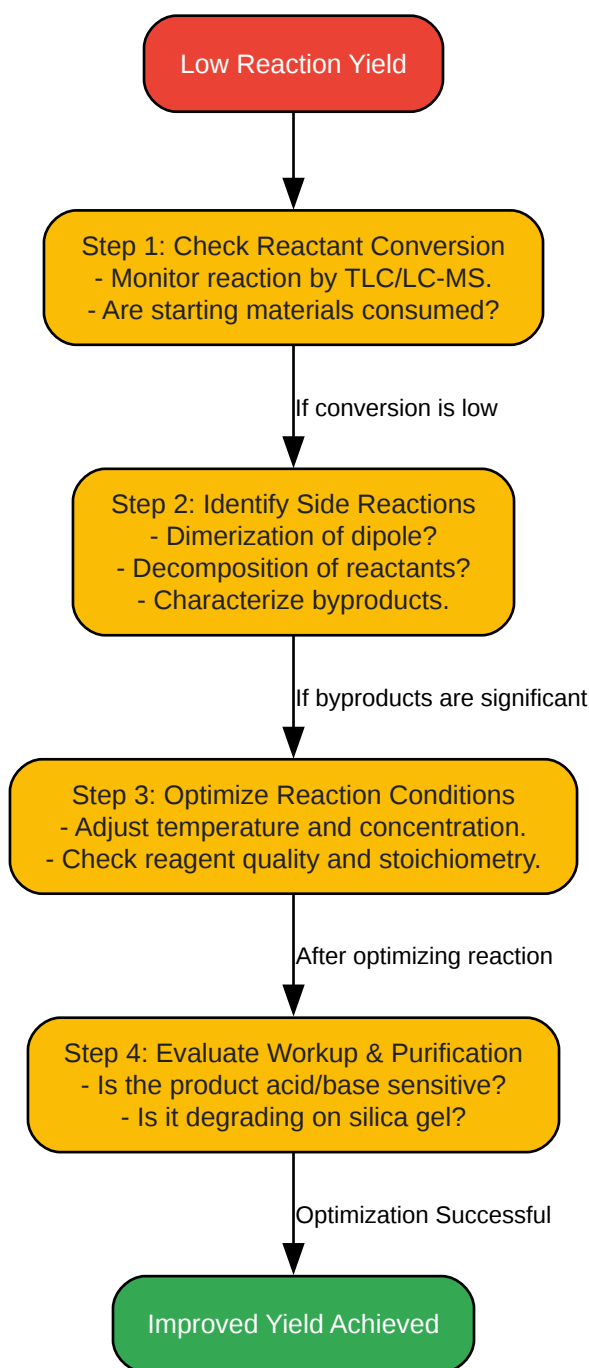 Low Reaction Yield
Step 1: Check Reactant Conversion
- Monitor reaction by TLC/LC-MS.
- Are starting materials consumed?
If conversion is low
Step 2: Identify Side Reactions
- Dimerization of dipole?
- Decomposition of reactants?
- Characterize byproducts.
If byproducts are significant
Step 3: Optimize Reaction Conditions
- Adjust temperature and concentration.
- Check reagent quality and stoichiometry.
After optimizing reaction
Step 4: Evaluate Workup & Purification
- Is the product acid/base sensitive?
- Is it degrading on silica gel?
Optimization Successful
Improved Yield Achieved